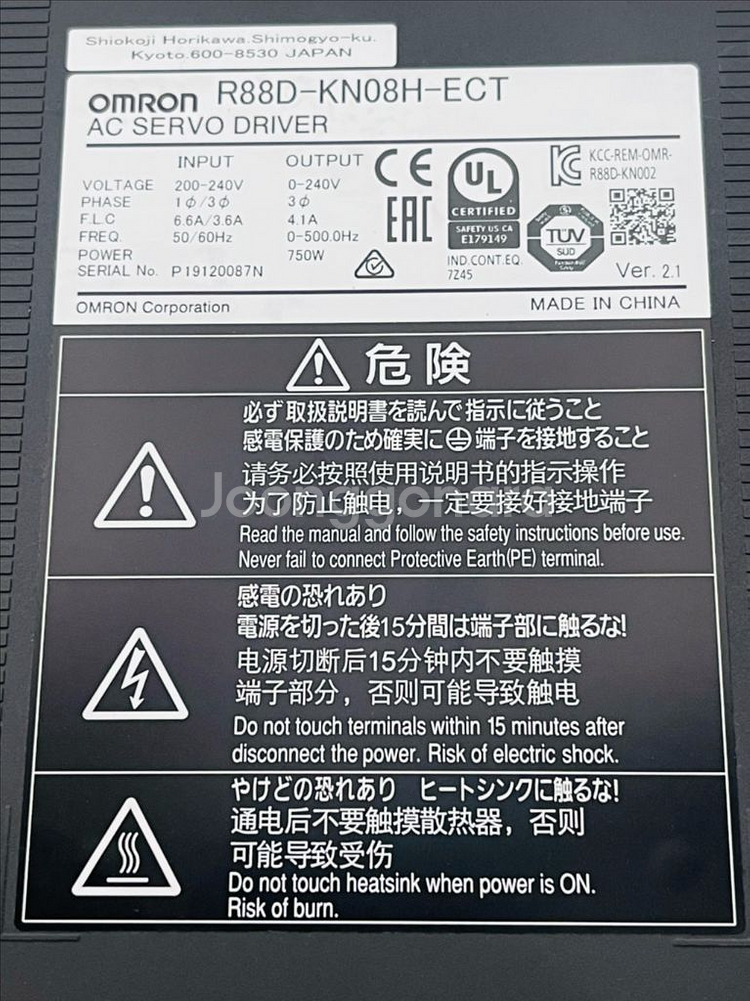 Shiokoji Horikawa.Shimogyo-ku.
Kyoto.600-8530 JAPAN
OMRON R88D-KN08H-ECT
AC SERVO DRIVER
INPUT OUTPUT
VOLTAGE 200-240V 0-240V
PHASE 1ϕ/3ϕ 3ϕ
F.L.C 6.6A/3.6A 4.1A
FREQ. 50/60Hz 0-500.0Hz
POWER 750W
SERIAL No. P19120087N
CE
EAC
UL
CERTIFIED
SAFETY US CA
E179149
IND.CONT.EQ.
7Z45
KCC-REM-OMR-
R88D-KN002
TÜV
SUD
Ver. 2.1
OMRON Corporation MADE IN CHINA
危険
必ず取扱説明書を読んで指示に従うこと
感電保護のため確実に⏚端子を接地すること
请务必按照使用说明书的指示操作
为了防止触电，一定要接好接地端子
Read the manual and follow the safety instructions before use.
Never fail to connect Protective Earth(PE) terminal.
感電の恐れあり
電源を切った後15分間は端子部に触るな!
电源切断后15分钟内不要触摸
端子部分，否则可能导致触电
Do not touch terminals within 15 minutes after
disconnect the power. Risk of electric shock.
やけどの恐れあり ヒートシンクに触るな!
通电后不要触摸散热器，否则
可能导致受伤
Do not touch heatsink when power is ON.
Risk of burn.
Joonggonara